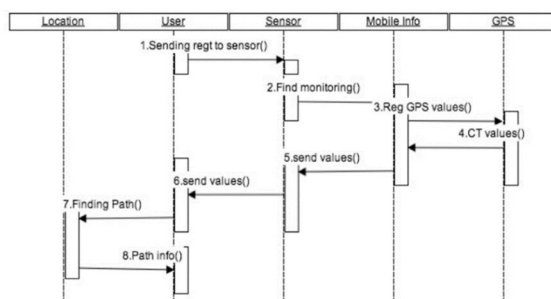 Location User Sensor Mobile Info GPS
1.Sending regt to sensor()
2.Find monitoring()
3.Reg GPS values()
4.CT values()
5.send values()
6.send values()
7.Finding Path()
8.Path info()